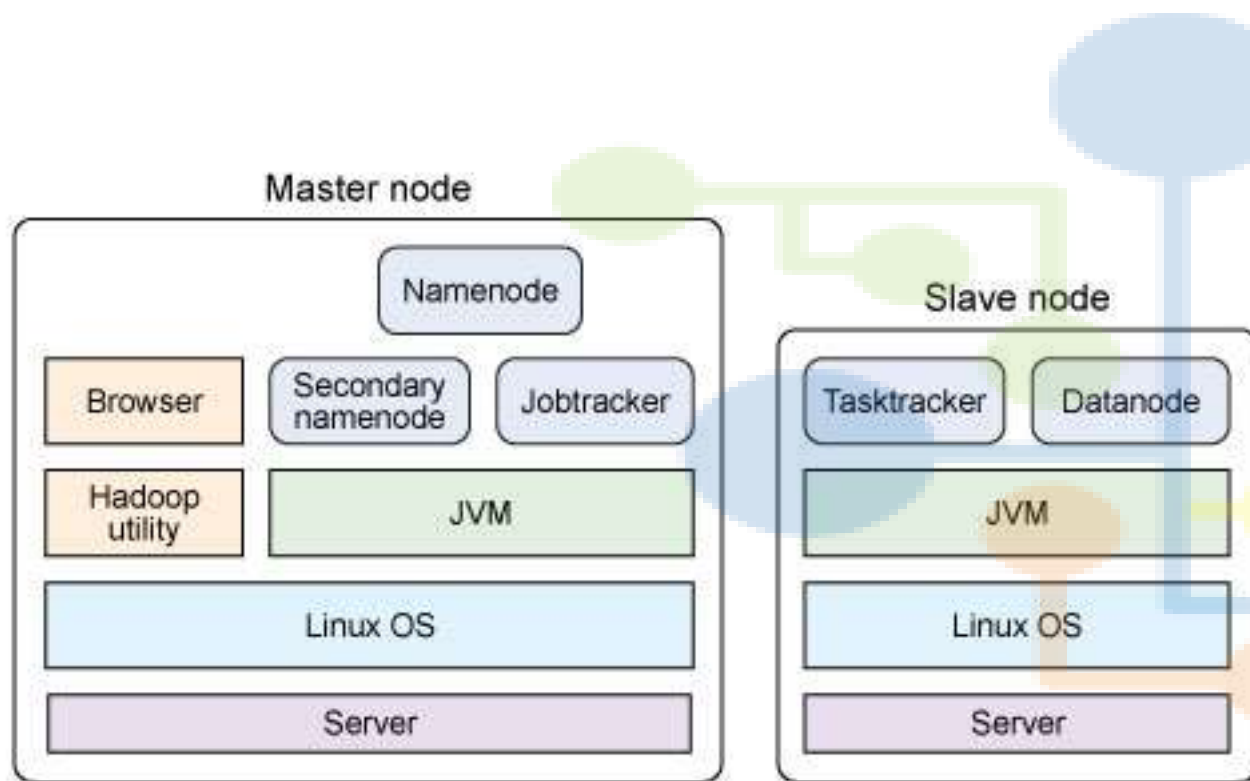 Master node
Namenode
Browser
Secondary
namenode
Jobtracker
Hadoop
utility
JVM
Linux OS
Server
Slave node
Tasktracker
Datanode
JVM
Linux OS
Server